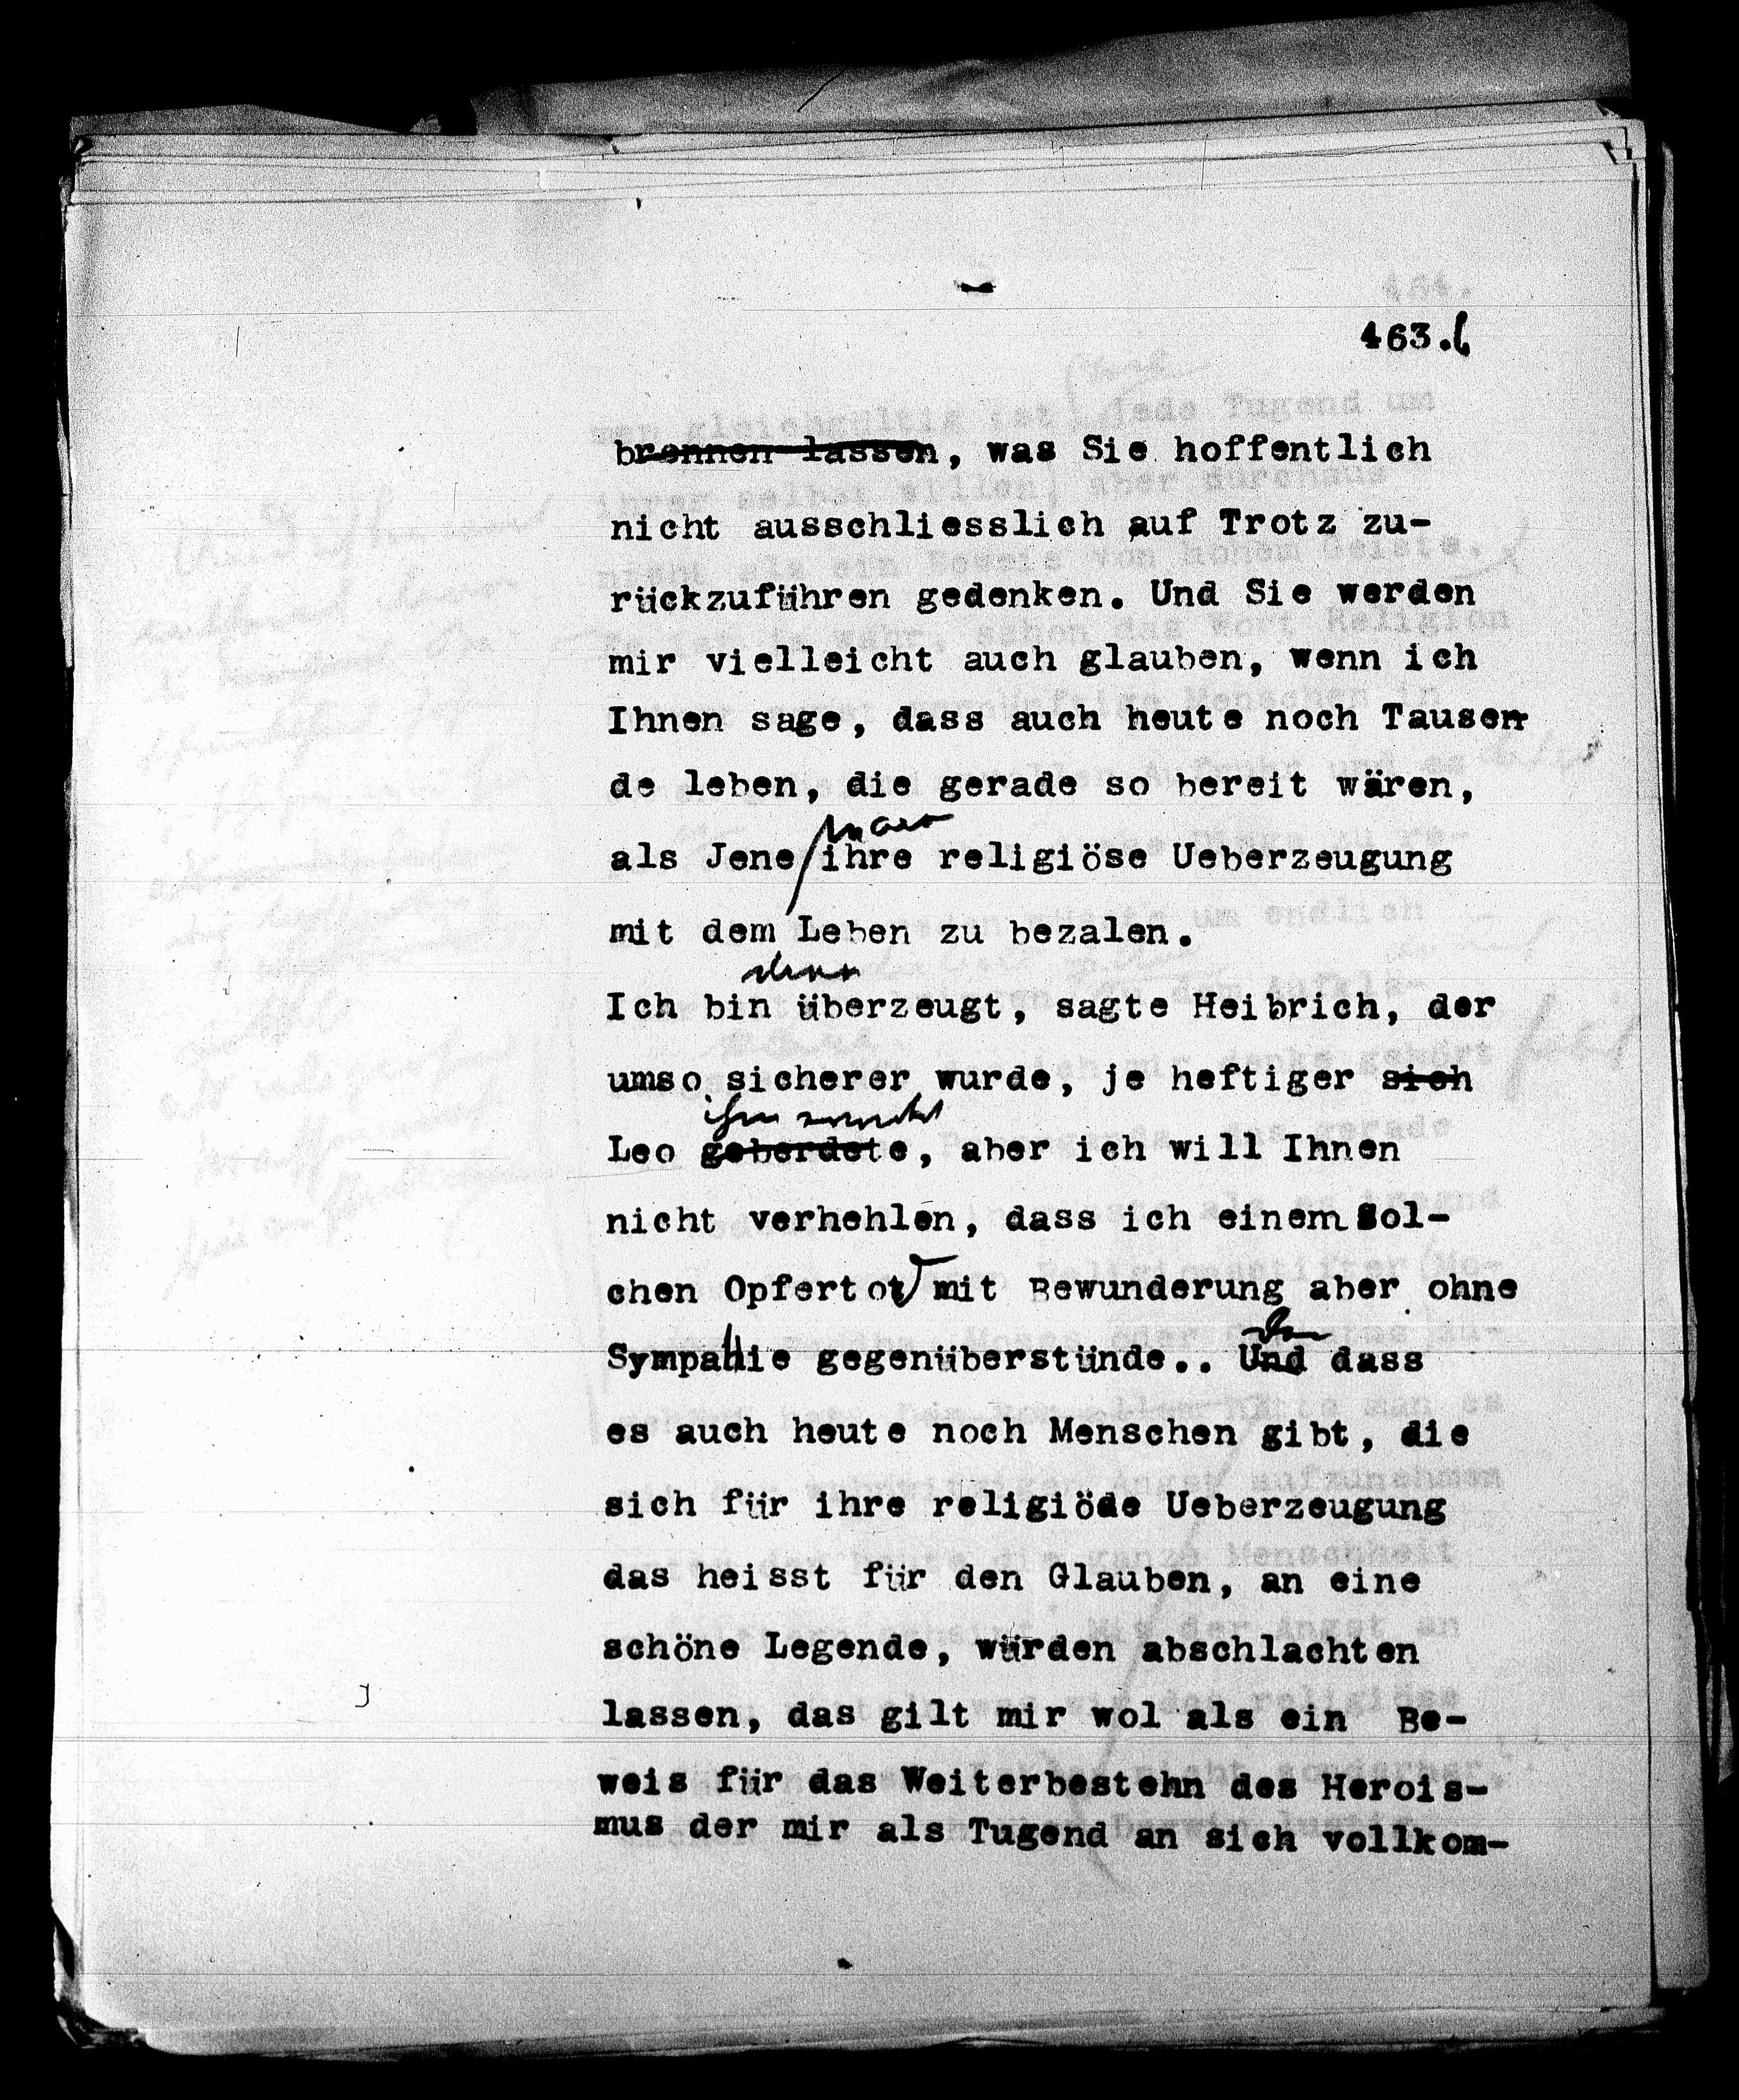 463.
brennen lassen, was Sie hoffentlich
nicht ausschliesslich auf Trotz zu-
rückzuführen gedenken. Und Sie werden
mir vielleicht auch glauben, wenn ich
Ihnen sage, dass auch heute noch Tausen-
de leben, die gerade so bereit wären,
als Jene ihre religiöse Ueberzeugung
mit dem Leben zu bezalen.
denn
Ich bin überzeugt, sagte Heibrich, der
umso sicherer wurde, je heftiger sich
Leo geberdete, aber ich will Ihnen
nicht verhehlen, dass ich einem sol-
chen Opfertot mit Bewunderung aber ohne
Sympathie gegenüberstünde.. Und dass
es auch heute noch Menschen gibt, die
sich für ihre religiöde Ueberzeugung
das heisst für den Glauben, an eine
schöne Legende, würden abschlachten
lassen, das gilt mir wol als ein Be-
weis für das Weiterbestehn des Herois-
mus der mir als Tugend an sich vollkom-